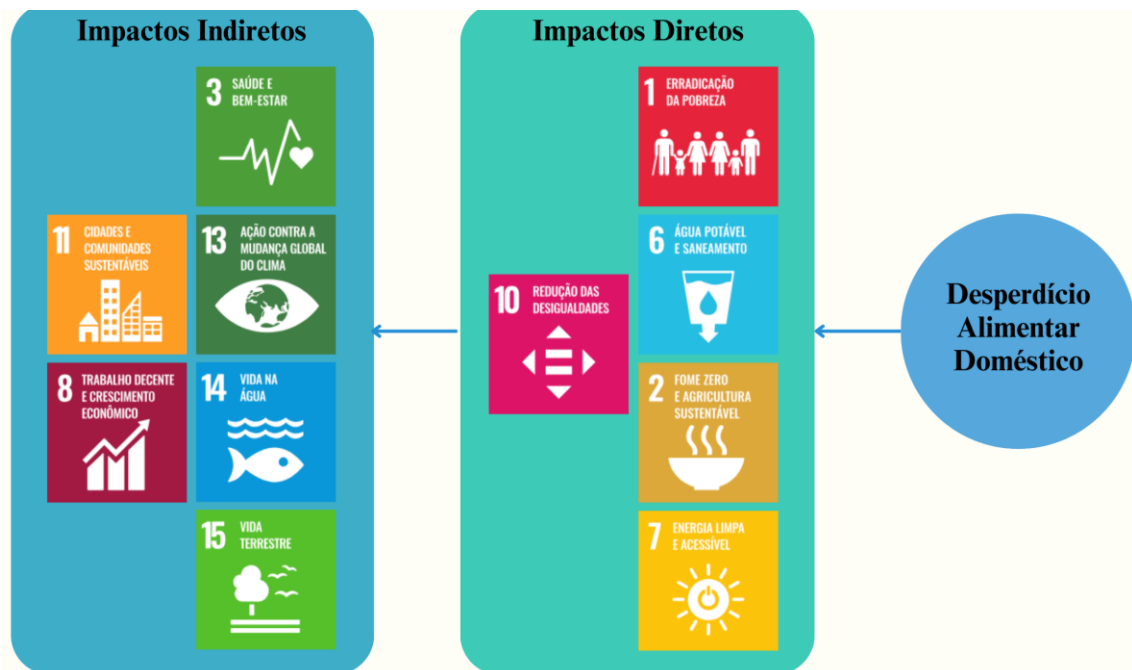 Impactos Indiretos
3 SAÚDE E
BEM-ESTAR
11 CIDADES E
COMUNIDADES
SUSTENTÁVEIS
13 AÇÃO CONTRA A
MUDANÇA GLOBAL
DO CLIMA
8 TRABALHO DECENTE
E CRESCIMENTO
ECONÔMICO
14 VIDA NA
ÁGUA
15 VIDA
TERRESTRE
Impactos Diretos
1 ERRADICAÇÃO
DA POBREZA
10 REDUÇÃO DAS
DESIGUALDADES
6 ÁGUA POTÁVEL
E SANEAMENTO
2 FOME ZERO
E AGRICULTURA
SUSTENTÁVEL
7 ENERGIA LIMPA
E ACESSÍVEL
Desperdício
Alimentar
Doméstico